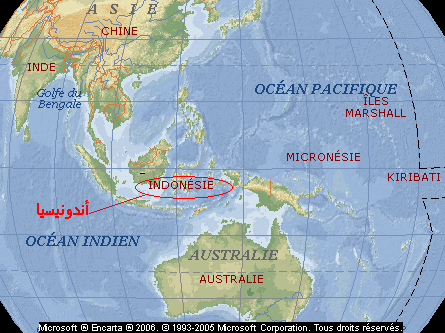 ASIE
CHINE
INDE
Golfe du
Bengale
OCÉAN PACIFIQUE
ÎLES
MARSHALL
MICRONÉSIE
KIRIBATI
INDONÉSIE
أندونيسيا
OCÉAN INDIEN
AUSTRALIE
AUSTRALIE
Microsoft ® Encarta ® 2006. © 1993-2005 Microsoft Corporation. Tous droits réservés.